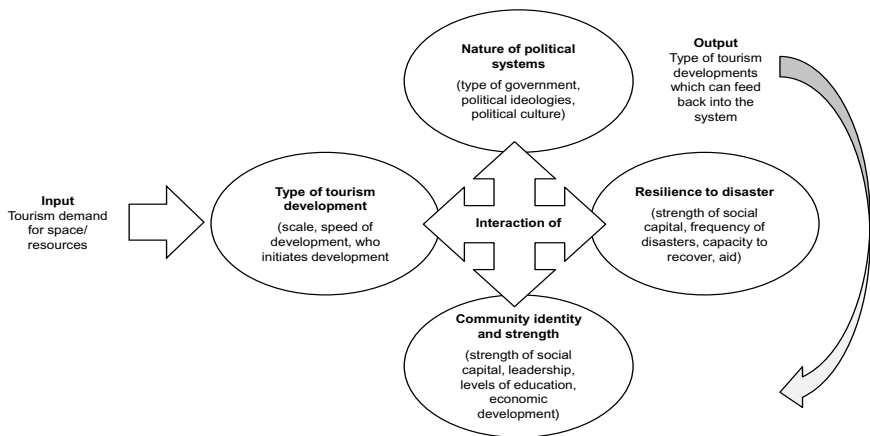 Nature of political
systems
(type of government,
political ideologies,
political culture)
Output
Type of tourism
developments
which can feed
back into the
system
Input
Tourism demand
for space/
resources
Type of tourism
development
(scale, speed of
development, who
initiates development
Interaction of
Resilience to disaster
(strength of social
capital, frequency of
disasters, capacity to
recover, aid)
Community identity
and strength
(strength of social
capital, leadership,
levels of education,
economic
development)